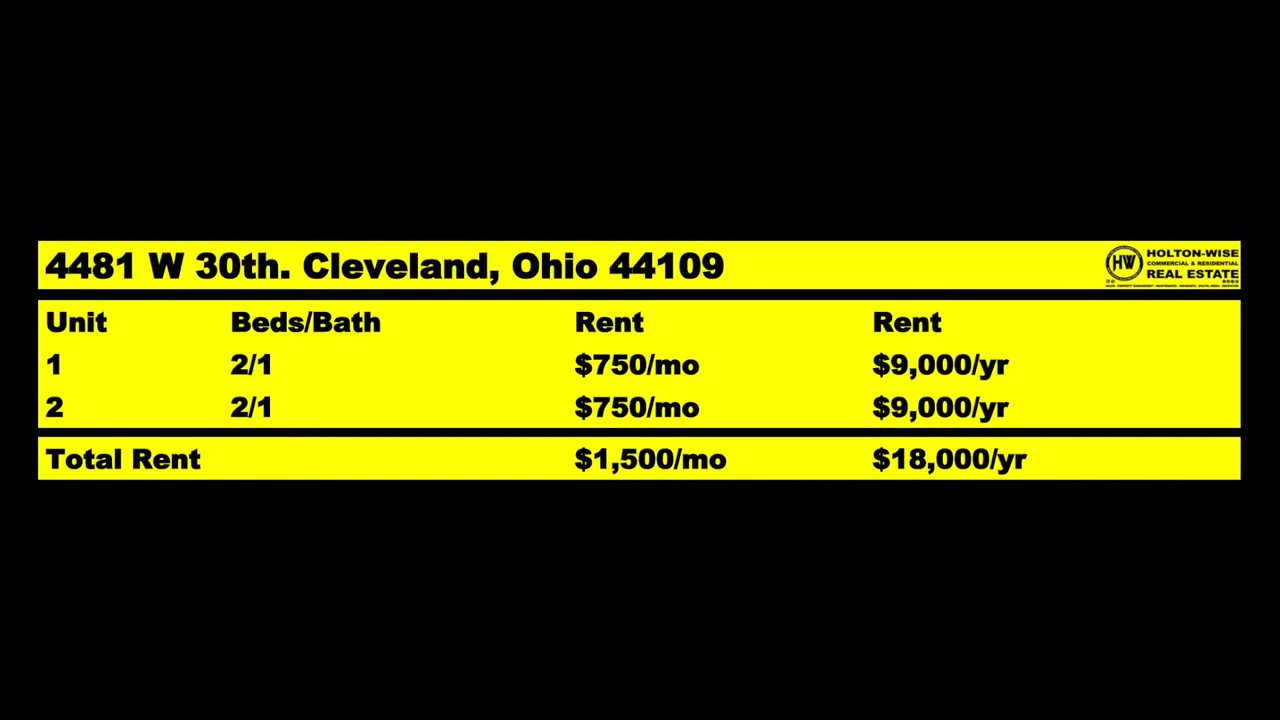 4481 W 30th. Cleveland, Ohio 44109
HW
HOLTON-WISE
COMMERCIAL & RESIDENTIAL
REAL ESTATE
Unit Beds/Bath Rent Rent
1 2/1 $750/mo $9,000/yr
2 2/1 $750/mo $9,000/yr
Total Rent $1,500/mo $18,000/yr